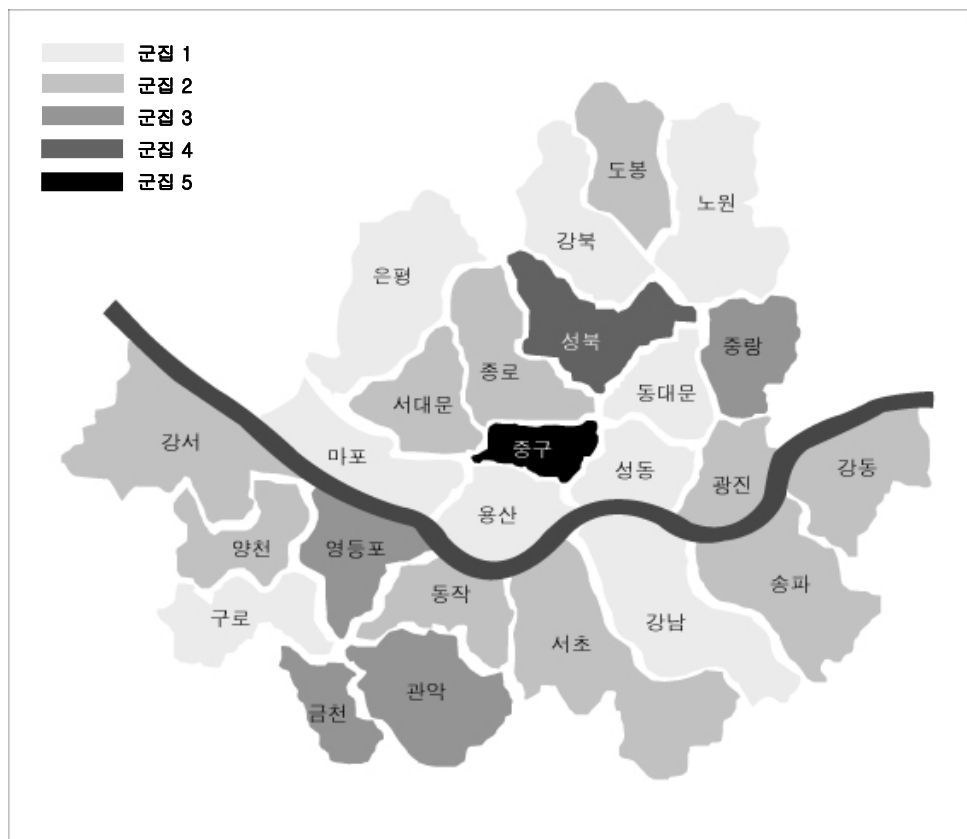 군집 1
군집 2
군집 3
군집 4
군집 5
도봉
노원
강북
은평
성북
중랑
종로
동대문
서대문
강서
마포
중구
성동
광진
강동
용산
양천
영등포
동작
송파
구로
강남
서초
관악
금천